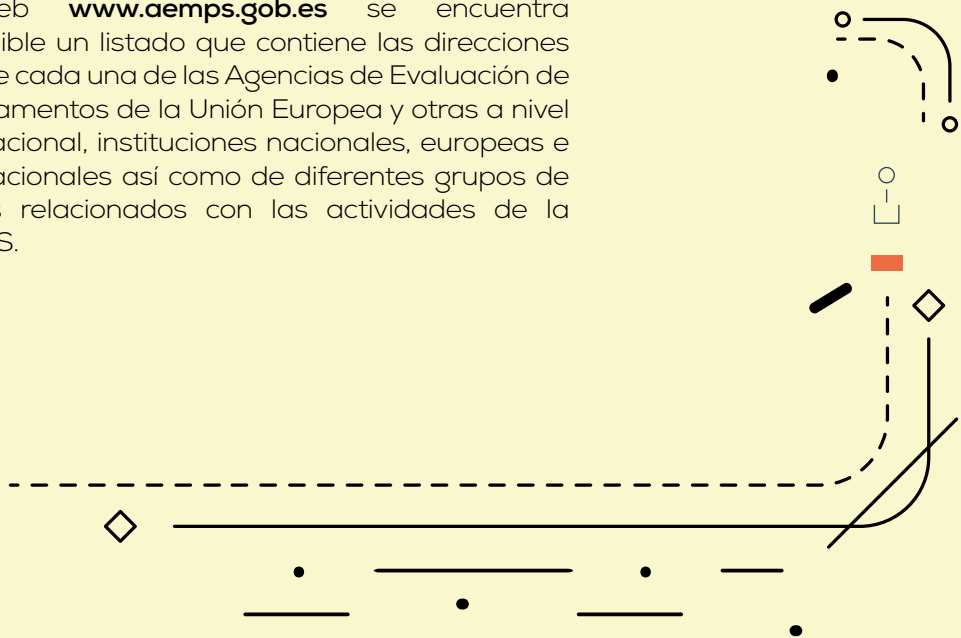 eb www.aemps.gob.es se encuentra
ible un listado que contiene las direcciones
e cada una de las Agencias de Evaluación de
amentos de la Unión Europea y otras a nivel
acional, instituciones nacionales, europeas e
acionales así como de diferentes grupos de
s relacionados con las actividades de la
S.